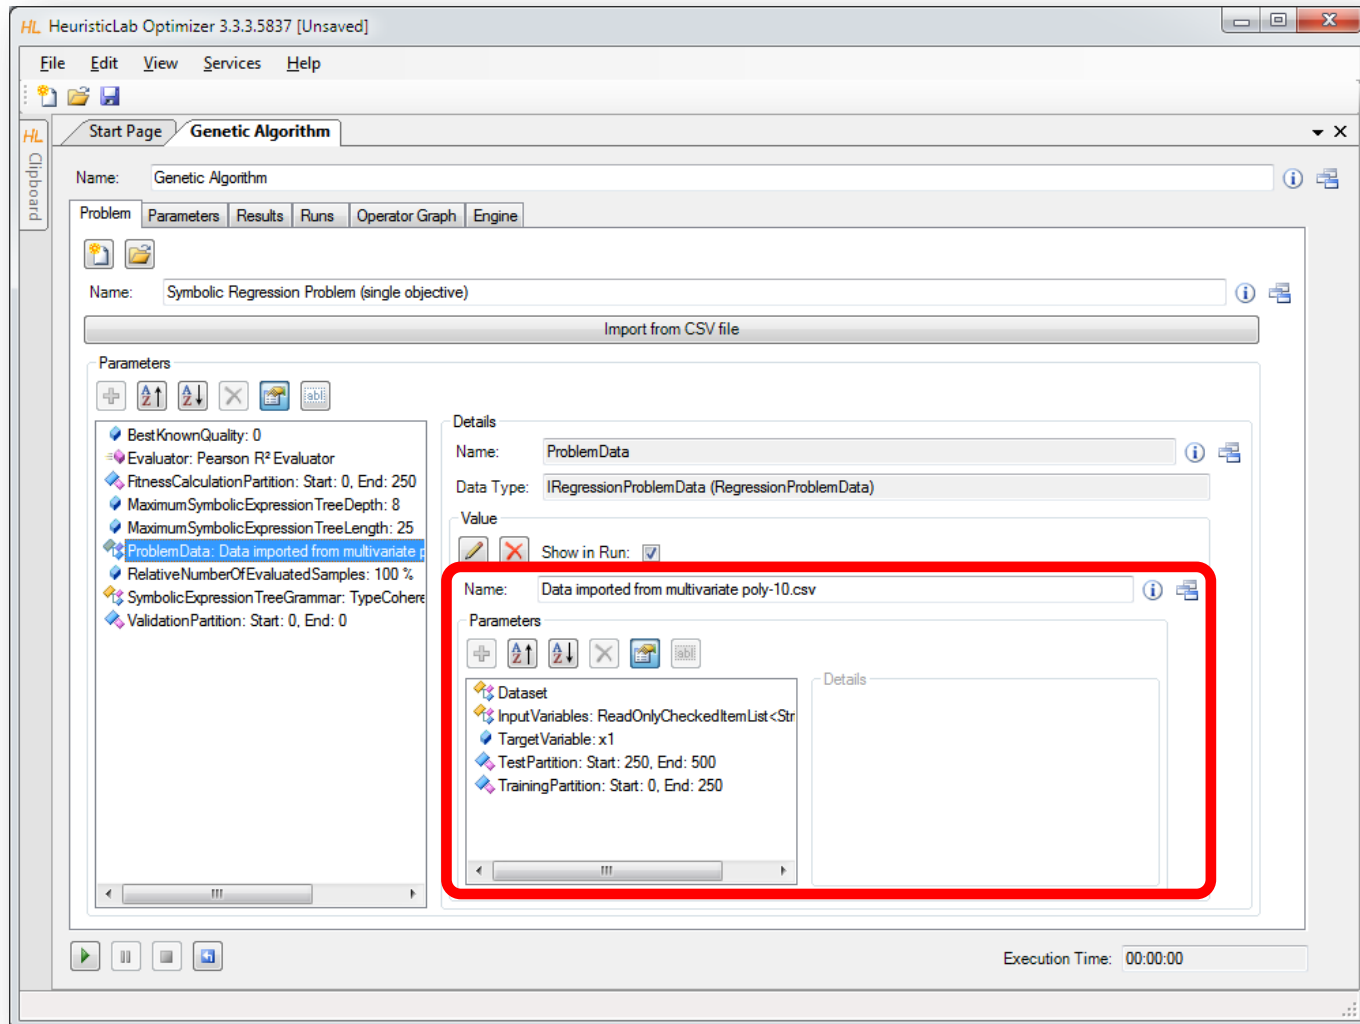 HL HeuristicLab Optimizer 3.3.3.5837 [Unsaved]
File Edit View Services Help
HL Clipboard
Start Page Genetic Algorithm
Name: Genetic Algorithm
Problem Parameters Results Runs Operator Graph Engine
Name: Symbolic Regression Problem (single objective)
Import from CSV file
Parameters
BestKnownQuality: 0
Evaluator: Pearson R² Evaluator
FitnessCalculationPartition: Start: 0, End: 250
MaximumSymbolicExpressionTreeDepth: 8
MaximumSymbolicExpressionTreeLength: 25
ProblemData: Data imported from multivariate p
RelativeNumberOfEvaluatedSamples: 100 %
SymbolicExpressionTreeGrammar: TypeCohere
ValidationPartition: Start: 0, End: 0
Details
Name: ProblemData
Data Type: IRegressionProblemData (RegressionProblemData)
Value
Show in Run:
Name: Data imported from multivariate poly-10.csv
Parameters
abl
Dataset
InputVariables: ReadOnlyCheckedItemList<Str
TargetVariable: x1
TestPartition: Start: 250, End: 500
TrainingPartition: Start: 0, End: 250
Details
Execution Time: 00:00:00